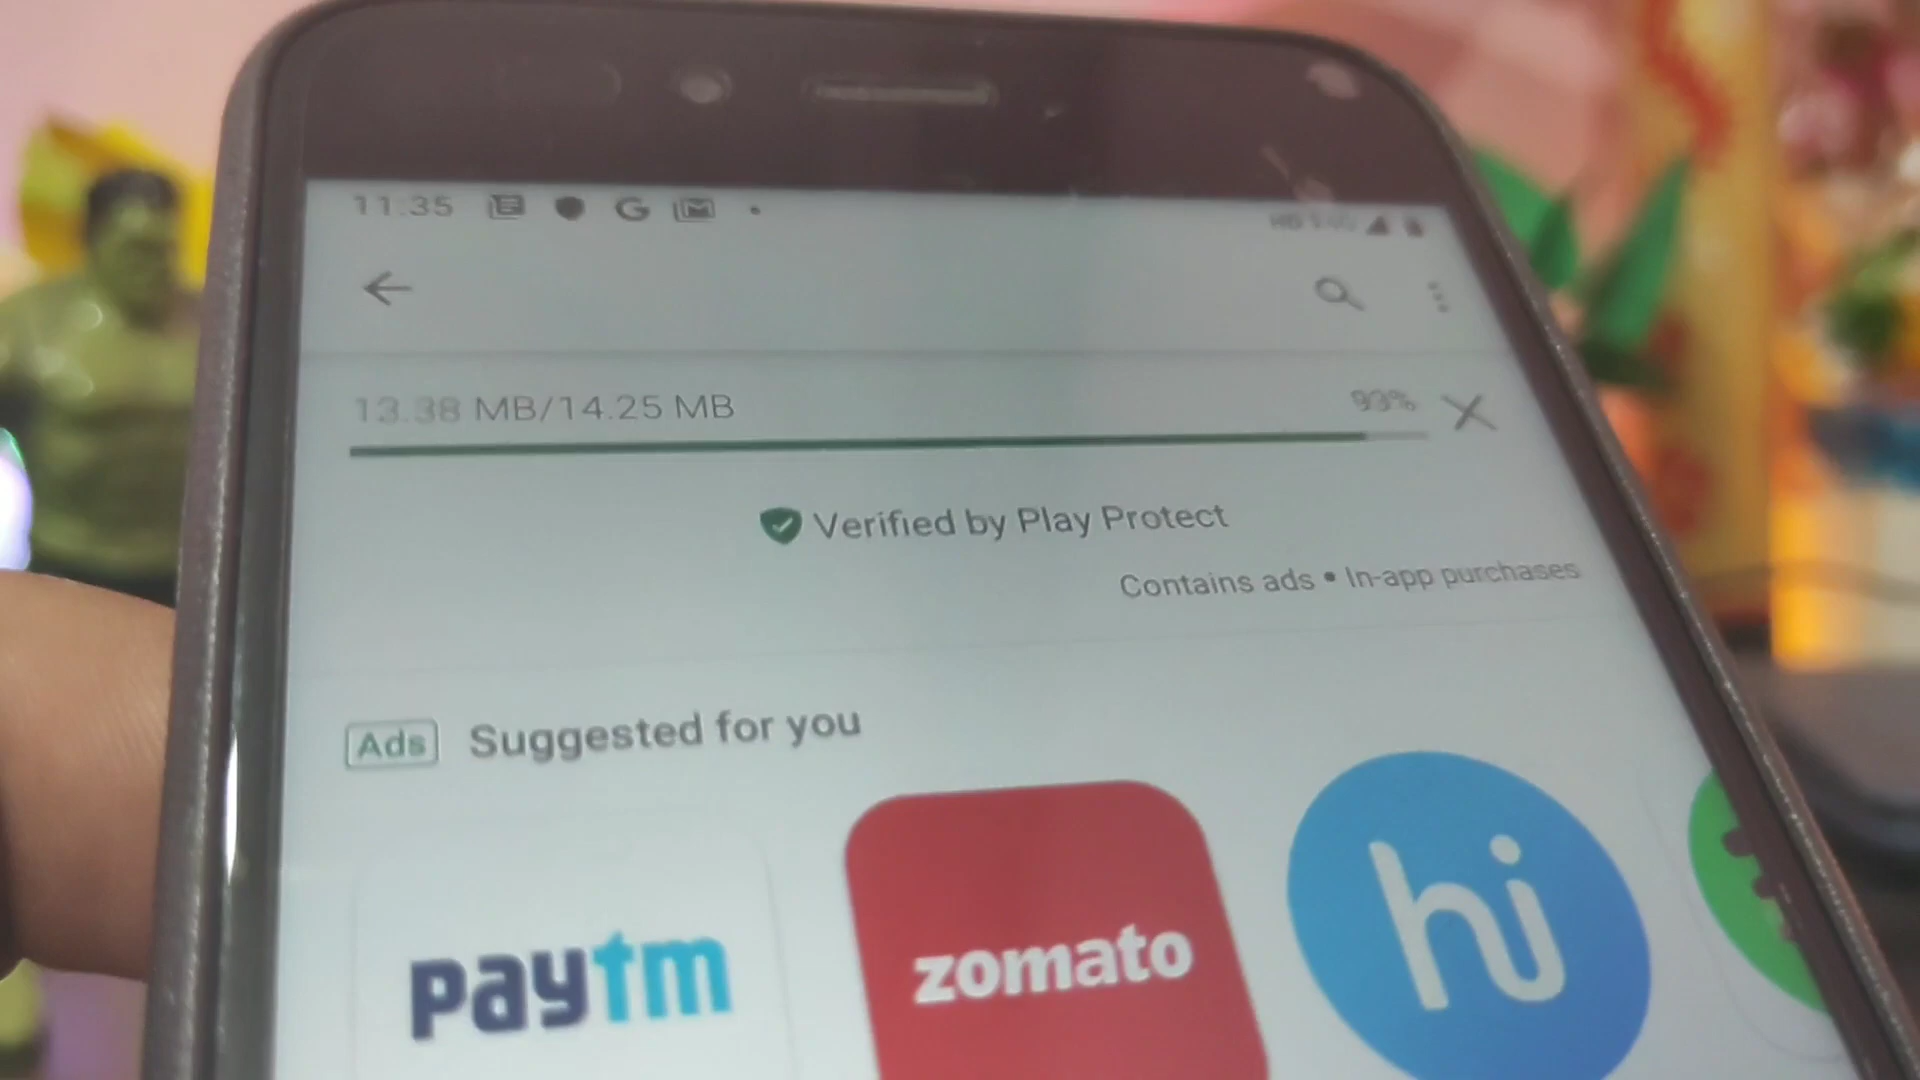 11.35
13.38 MB/14.25 MB 93%
Verified by Play Protect
Contains ads • In-app purchases
Ads Suggested for you
paytm
zomato
hi